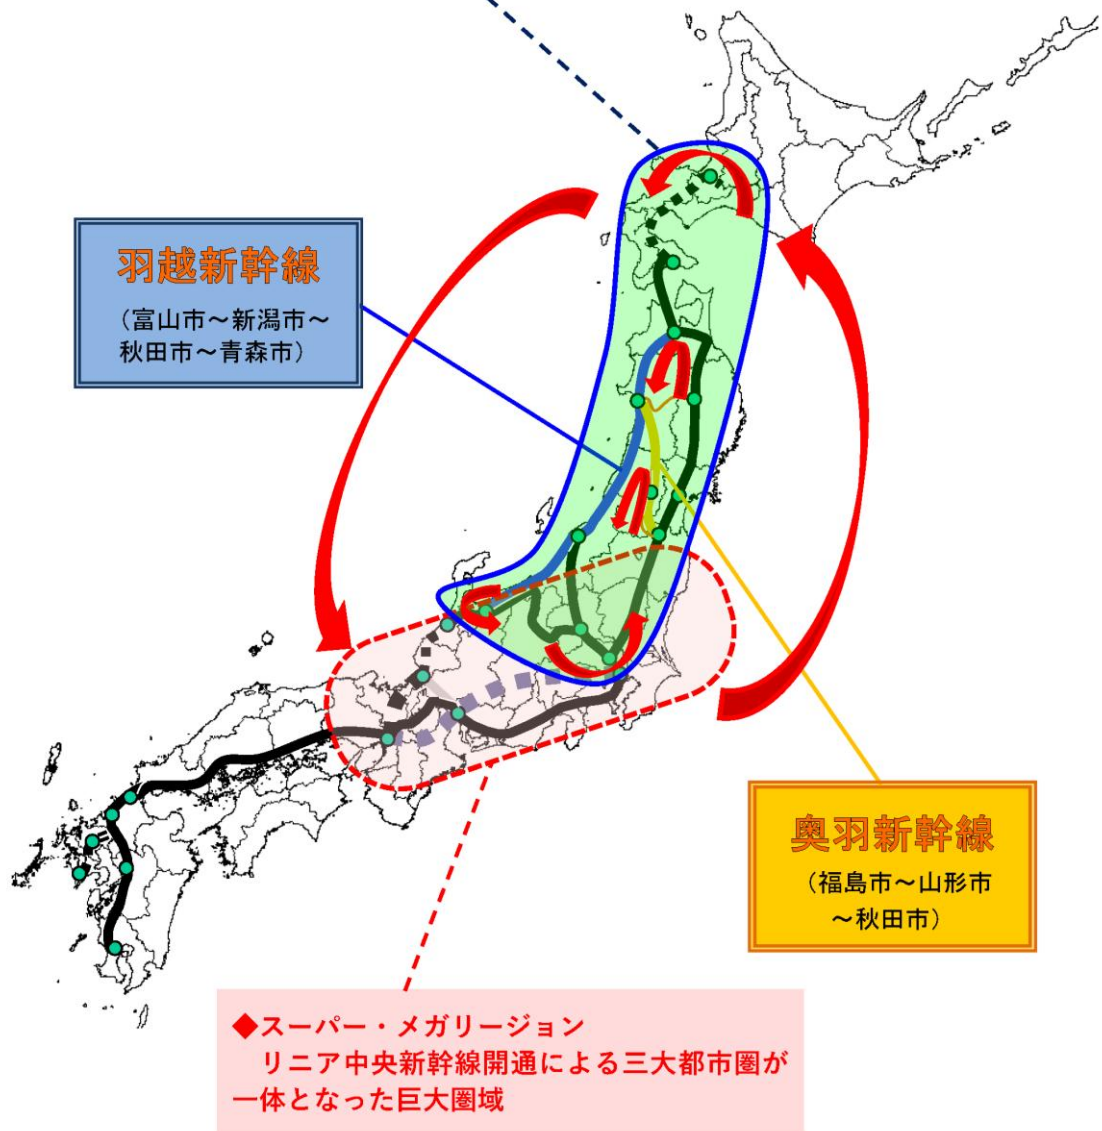 羽越新幹線
（富山市～新潟市～
秋田市～青森市）
奥羽新幹線
（福島市～山形市
～秋田市）
◆スーパー・メガリージョン
リニア中央新幹線開通による三大都市圏が
一体となった巨大圏域